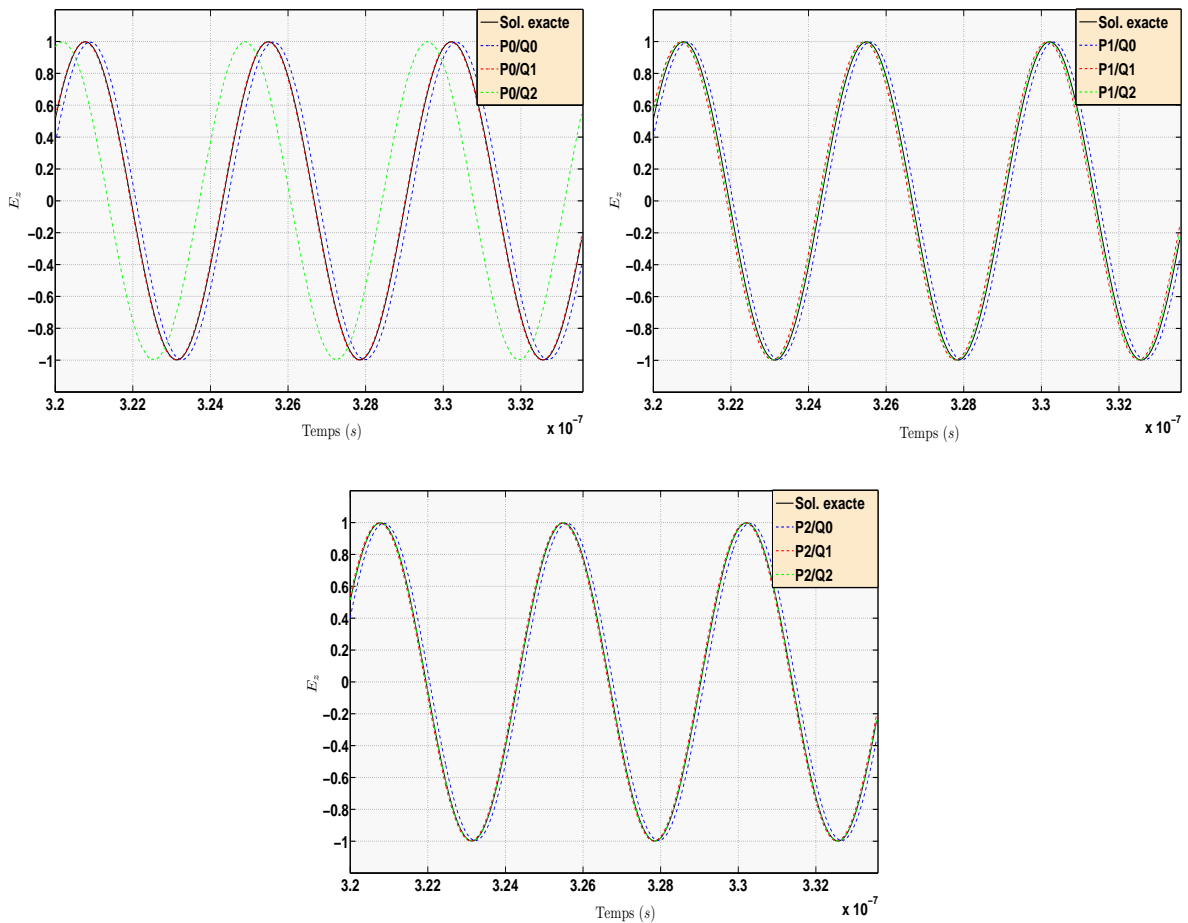 Sol. exacte
P0/Q0
P0/Q1
P0/Q2
1
0.8
0.6
0.4
0.2
0
−0.2
−0.4
−0.6
−0.8
−1
E_z
3.2 3.22 3.24 3.26 3.28 3.3 3.32
Temps (s)
x 10⁻⁷
Sol. exacte
P1/Q0
P1/Q1
P1/Q2
1
0.8
0.6
0.4
0.2
0
−0.2
−0.4
−0.6
−0.8
−1
E_z
3.2 3.22 3.24 3.26 3.28 3.3 3.32
Temps (s)
x 10⁻⁷
Sol. exacte
P2/Q0
P2/Q1
P2/Q2
1
0.8
0.6
0.4
0.2
0
−0.2
−0.4
−0.6
−0.8
−1
E_z
3.2 3.22 3.24 3.26 3.28 3.3 3.32
Temps (s)
x 10⁻⁷